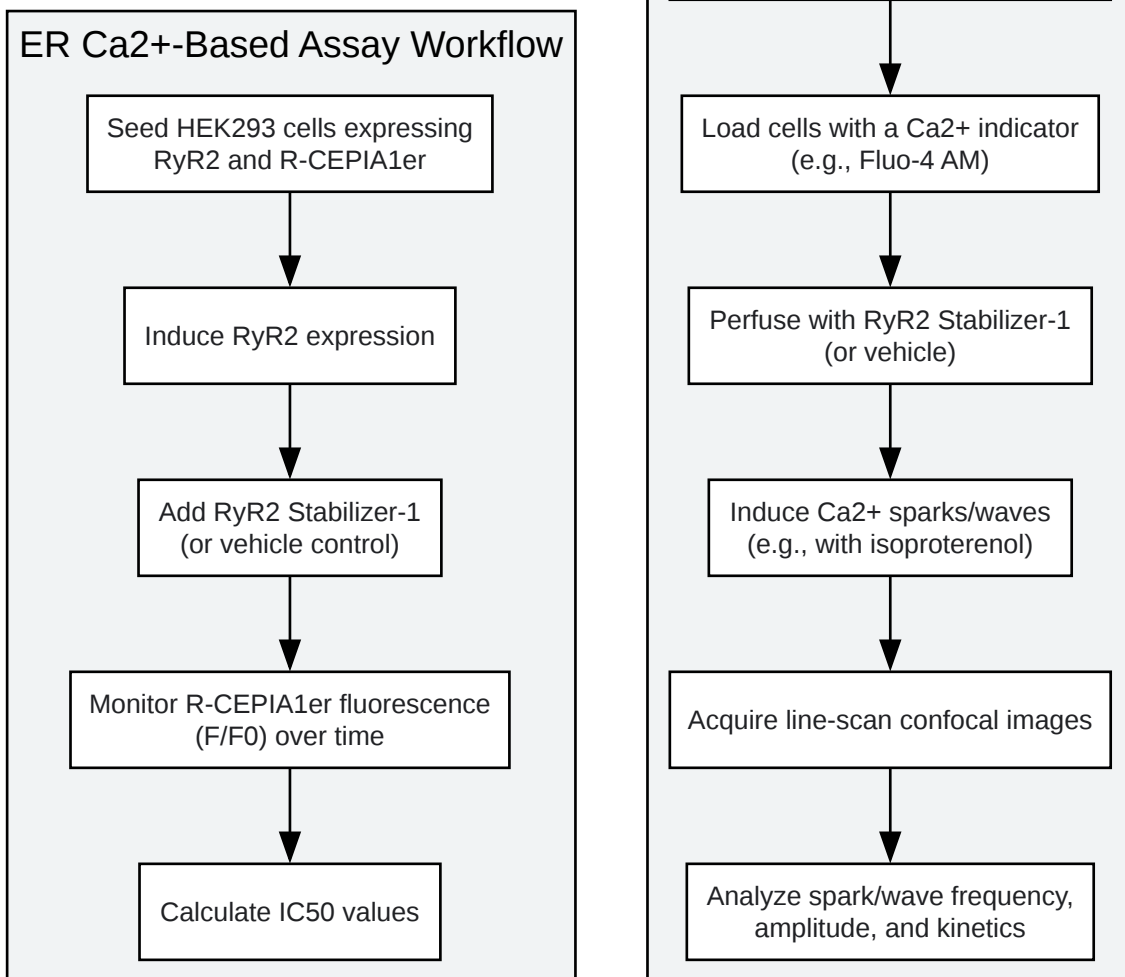 ER Ca2+-Based Assay Workflow
Seed HEK293 cells expressing
RyR2 and R-CEPIA1er
Induce RyR2 expression
Add RyR2 Stabilizer-1
(or vehicle control)
Monitor R-CEPIA1er fluorescence
(F/F0) over time
Calculate IC50 values
Load cells with a Ca2+ indicator
(e.g., Fluo-4 AM)
Perfuse with RyR2 Stabilizer-1
(or vehicle)
Induce Ca2+ sparks/waves
(e.g., with isoproterenol)
Acquire line-scan confocal images
Analyze spark/wave frequency,
amplitude, and kinetics